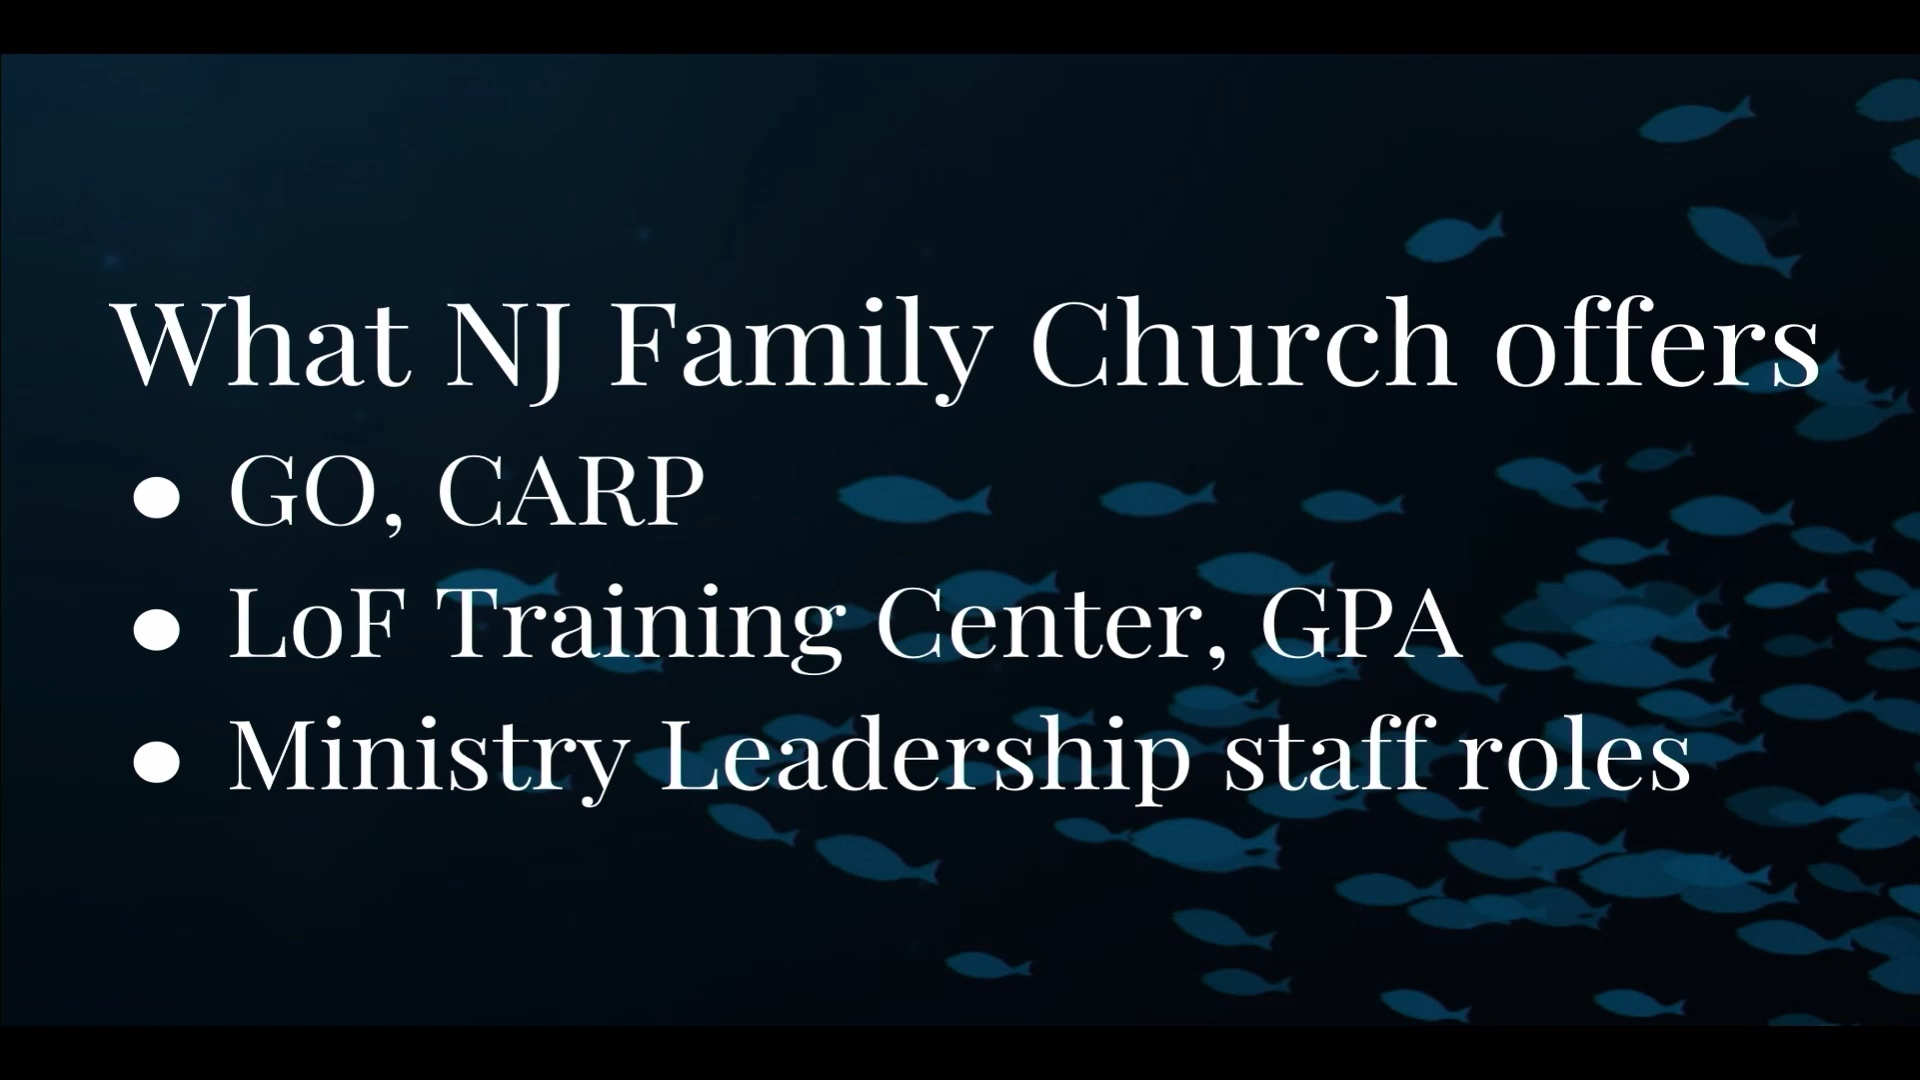 What NJ Family Church offers
● GO, CARP
● LoF Training Center, GPA
● Ministry Leadership staff roles